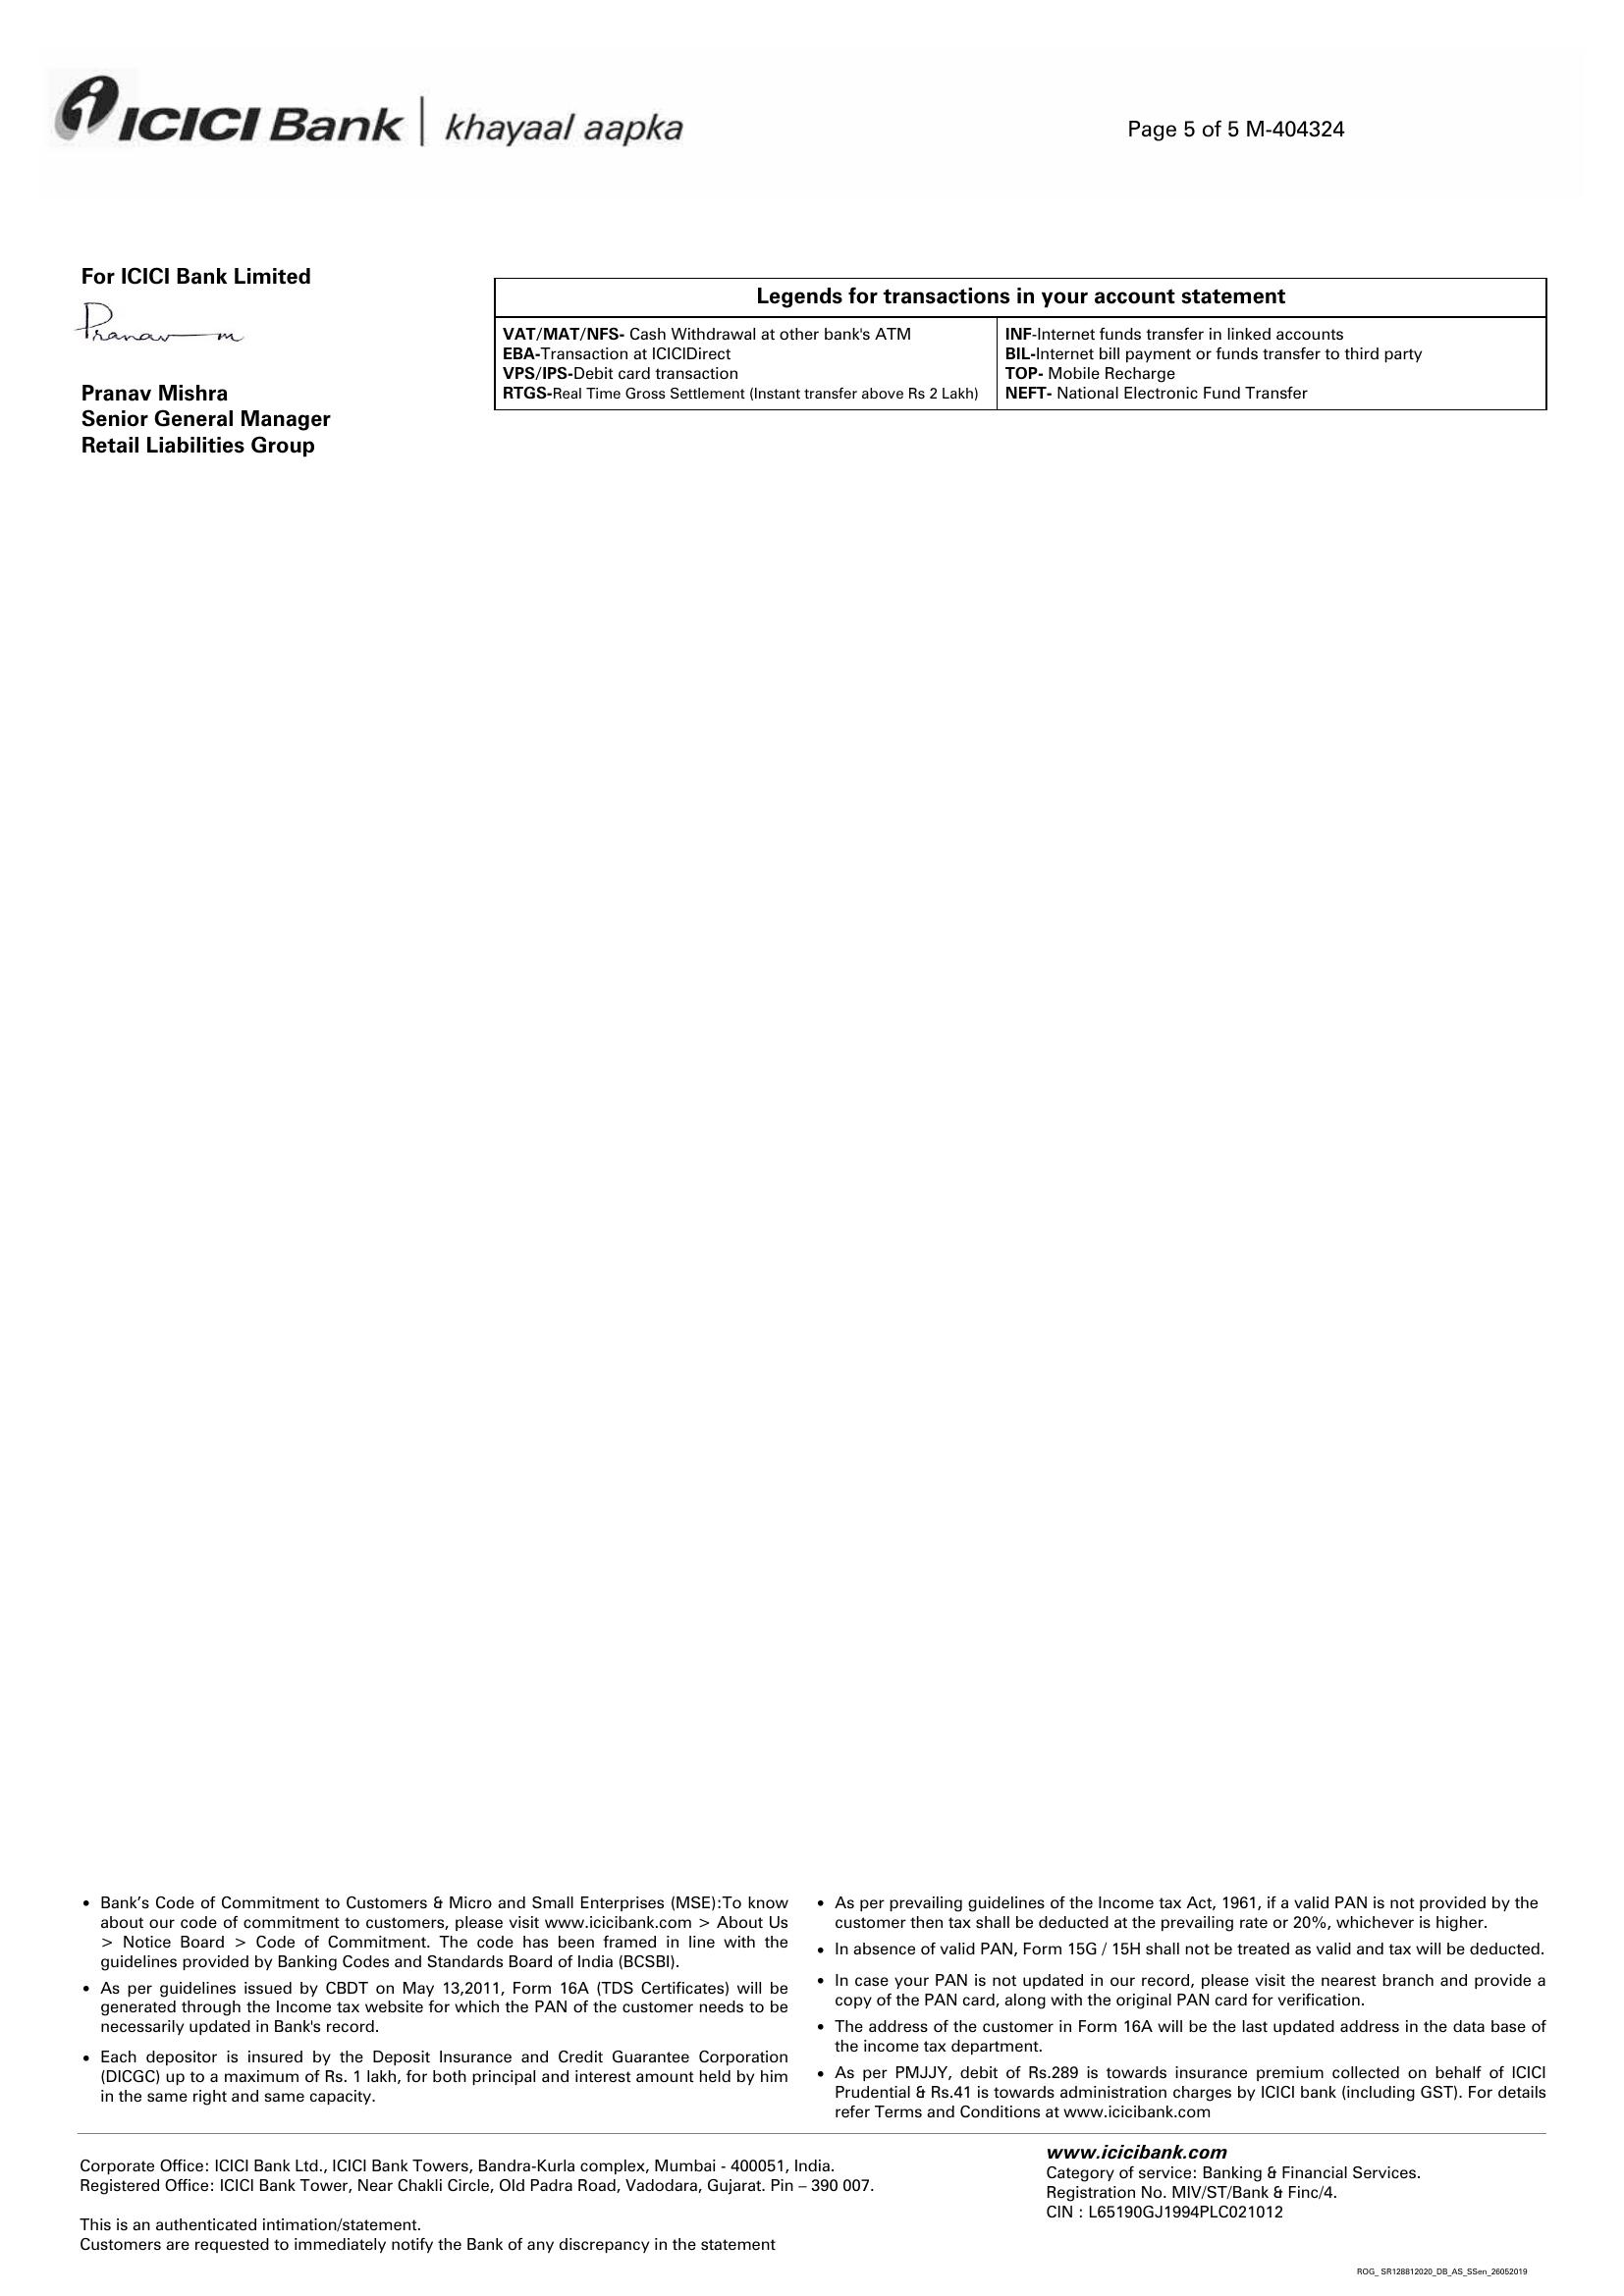 ICICI Bank | khayaal aapka
Page 5 of 5 M-404324
For ICICI Bank Limited
Pranav m
Pranav Mishra
Senior General Manager
Retail Liabilities Group
Legends for transactions in your account statement
VAT/MAT/NFS- Cash Withdrawal at other bank's ATM
EBA-Transaction at ICICIDirect
VPS/IPS-Debit card transaction
RTGS-Real Time Gross Settlement (Instant transfer above Rs 2 Lakh)
INF-Internet funds transfer in linked accounts
BIL-Internet bill payment or funds transfer to third party
TOP- Mobile Recharge
NEFT- National Electronic Fund Transfer
• Bank’s Code of Commitment to Customers & Micro and Small Enterprises (MSE):To know
about our code of commitment to customers, please visit www.icicibank.com > About Us
> Notice Board > Code of Commitment. The code has been framed in line with the
guidelines provided by Banking Codes and Standards Board of India (BCSBI).
• As per guidelines issued by CBDT on May 13,2011, Form 16A (TDS Certificates) will be
generated through the Income tax website for which the PAN of the customer needs to be
necessarily updated in Bank's record.
• Each depositor is insured by the Deposit Insurance and Credit Guarantee Corporation
(DICGC) up to a maximum of Rs. 1 lakh, for both principal and interest amount held by him
in the same right and same capacity.
• As per prevailing guidelines of the Income tax Act, 1961, if a valid PAN is not provided by the
customer then tax shall be deducted at the prevailing rate or 20%, whichever is higher.
• In absence of valid PAN, Form 15G / 15H shall not be treated as valid and tax will be deducted.
• In case your PAN is not updated in our record, please visit the nearest branch and provide a
copy of the PAN card, along with the original PAN card for verification.
• The address of the customer in Form 16A will be the last updated address in the data base of
the income tax department.
• As per PMJJY, debit of Rs.289 is towards insurance premium collected on behalf of ICICI
Prudential & Rs.41 is towards administration charges by ICICI bank (including GST). For details
refer Terms and Conditions at www.icicibank.com
Corporate Office: ICICI Bank Ltd., ICICI Bank Towers, Bandra-Kurla complex, Mumbai - 400051, India.
Registered Office: ICICI Bank Tower, Near Chakli Circle, Old Padra Road, Vadodara, Gujarat. Pin – 390 007.
This is an authenticated intimation/statement.
Customers are requested to immediately notify the Bank of any discrepancy in the statement
www.icicibank.com
Category of service: Banking & Financial Services.
Registration No. MIV/ST/Bank & Finc/4.
CIN : L65190GJ1994PLC021012
ROG_ SR128812020_DB_AS_SSen_26052019